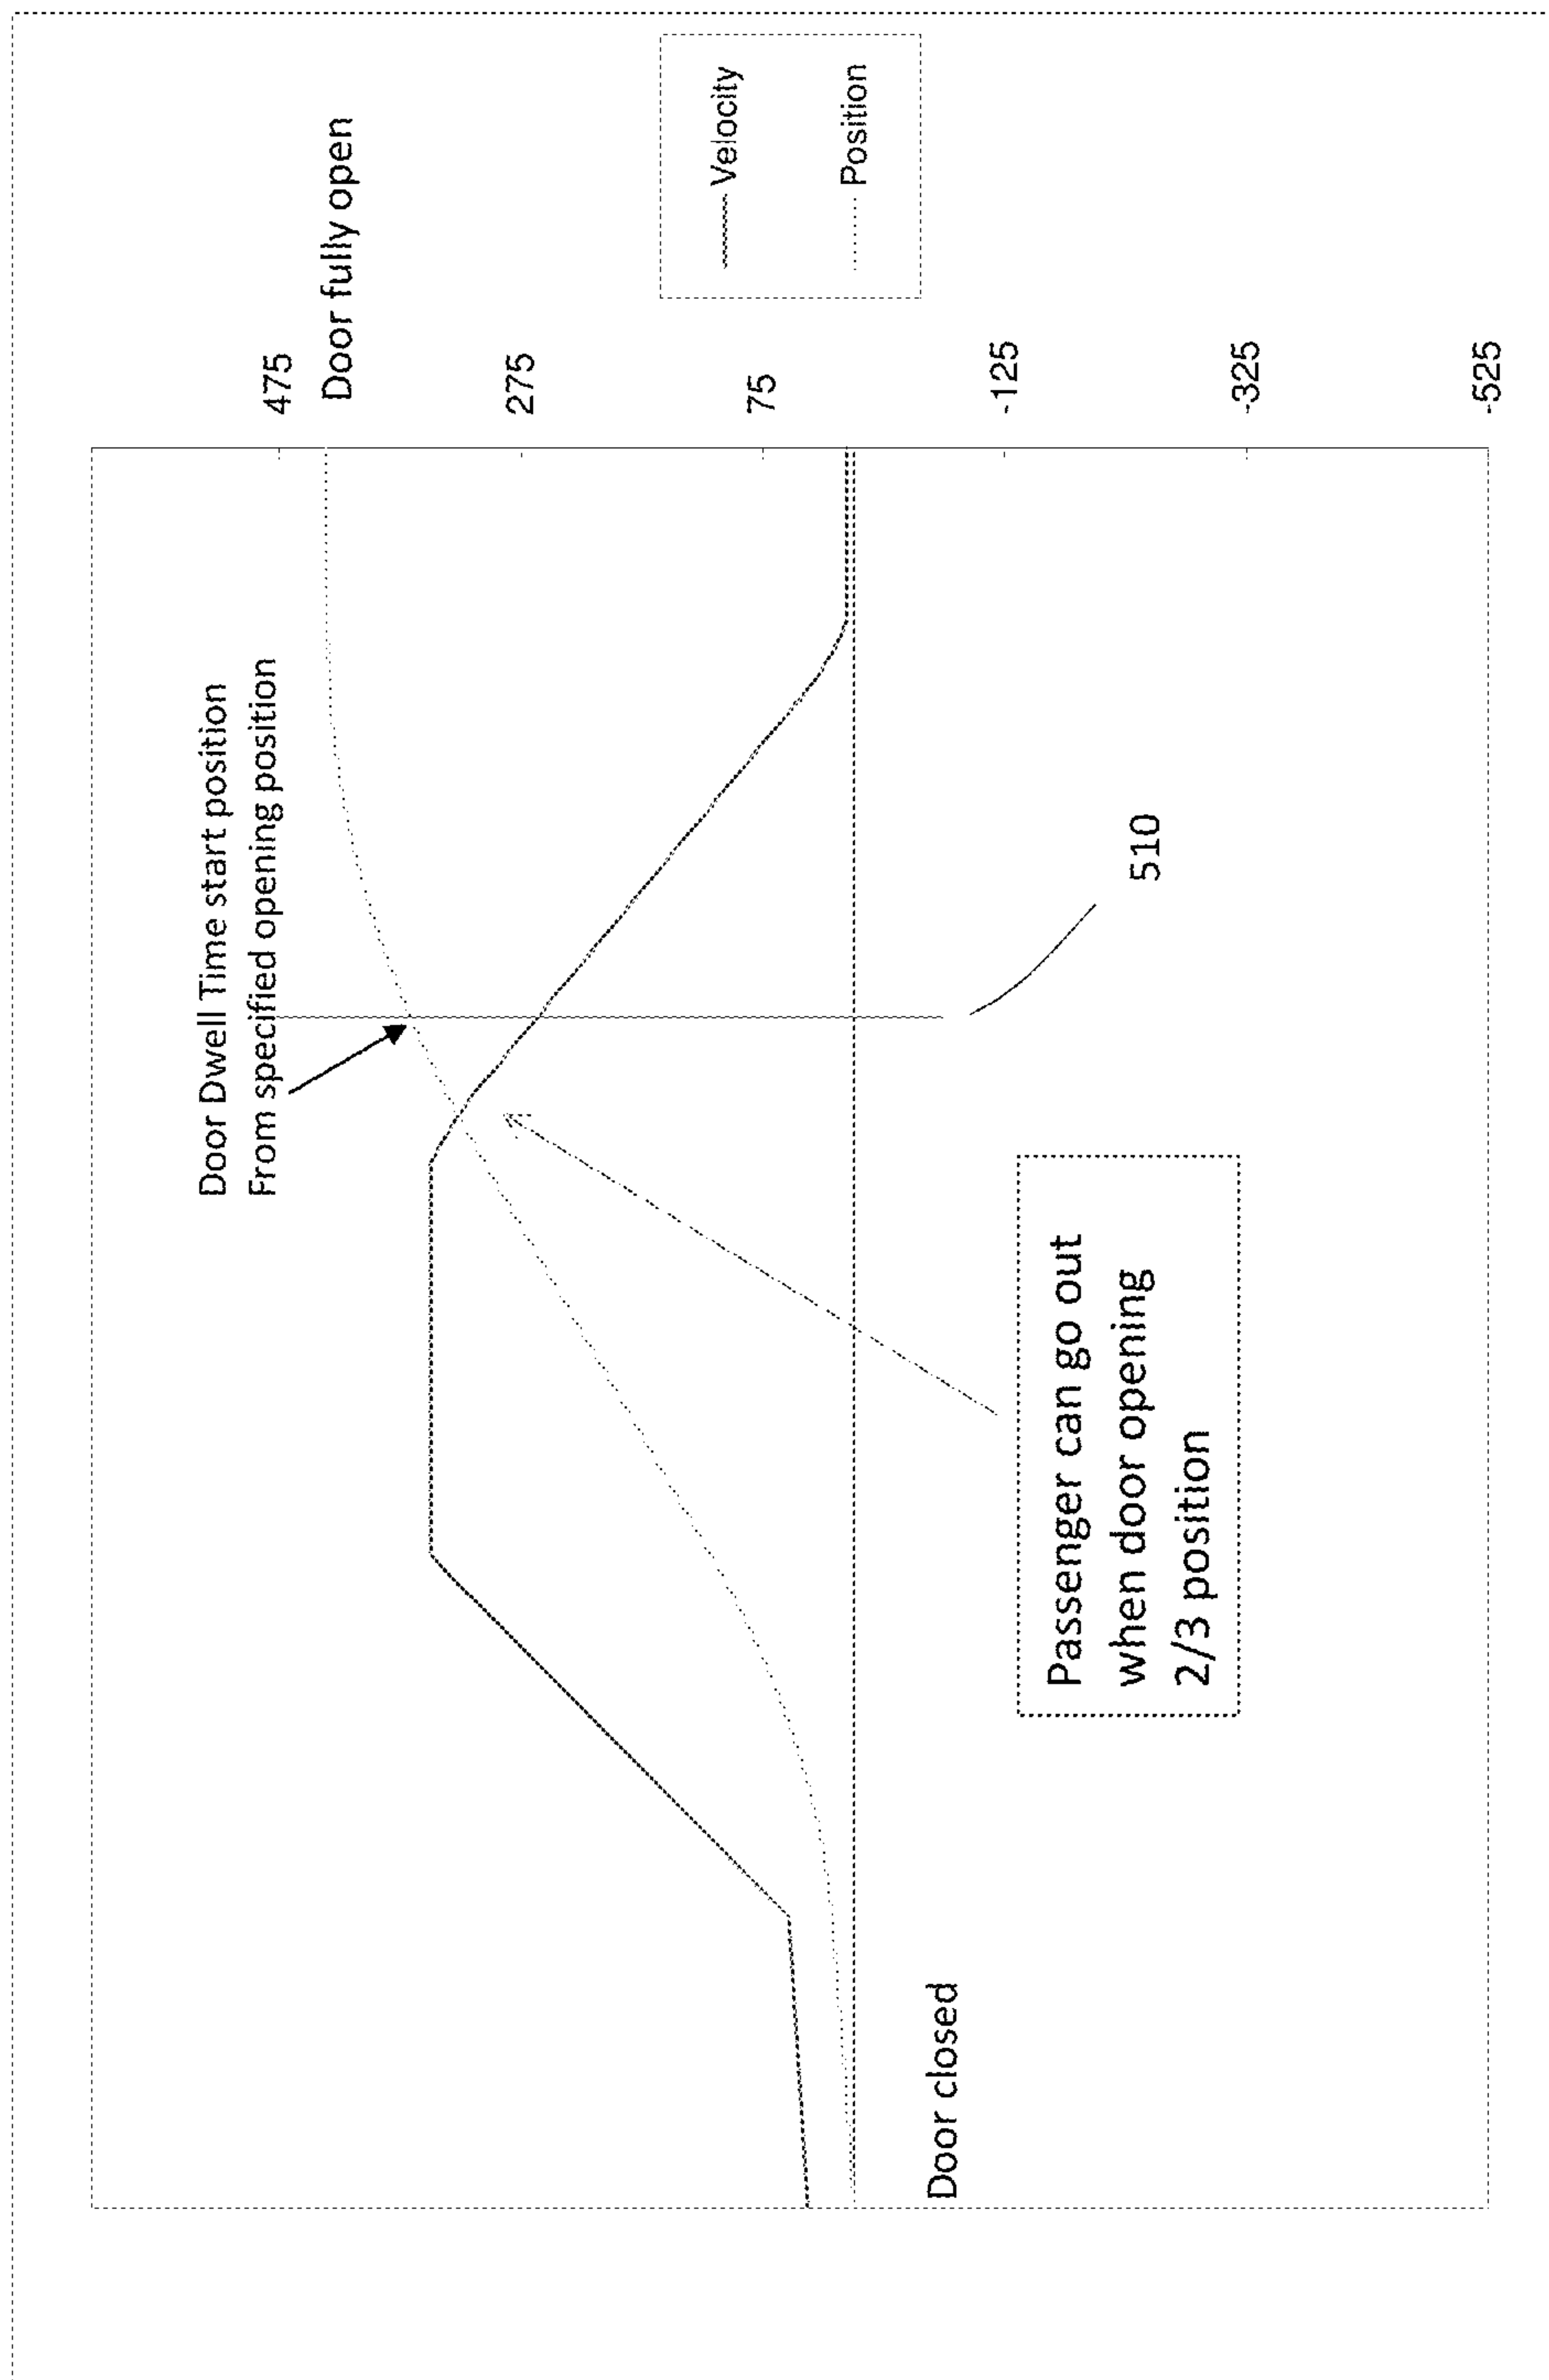 Door Dwell Time start position
From specified opening position
475
Door fully open
275
75
-125
-325
-525
Velocity
Position
510
Passenger can go out
when door opening
2/3 position
Door closed